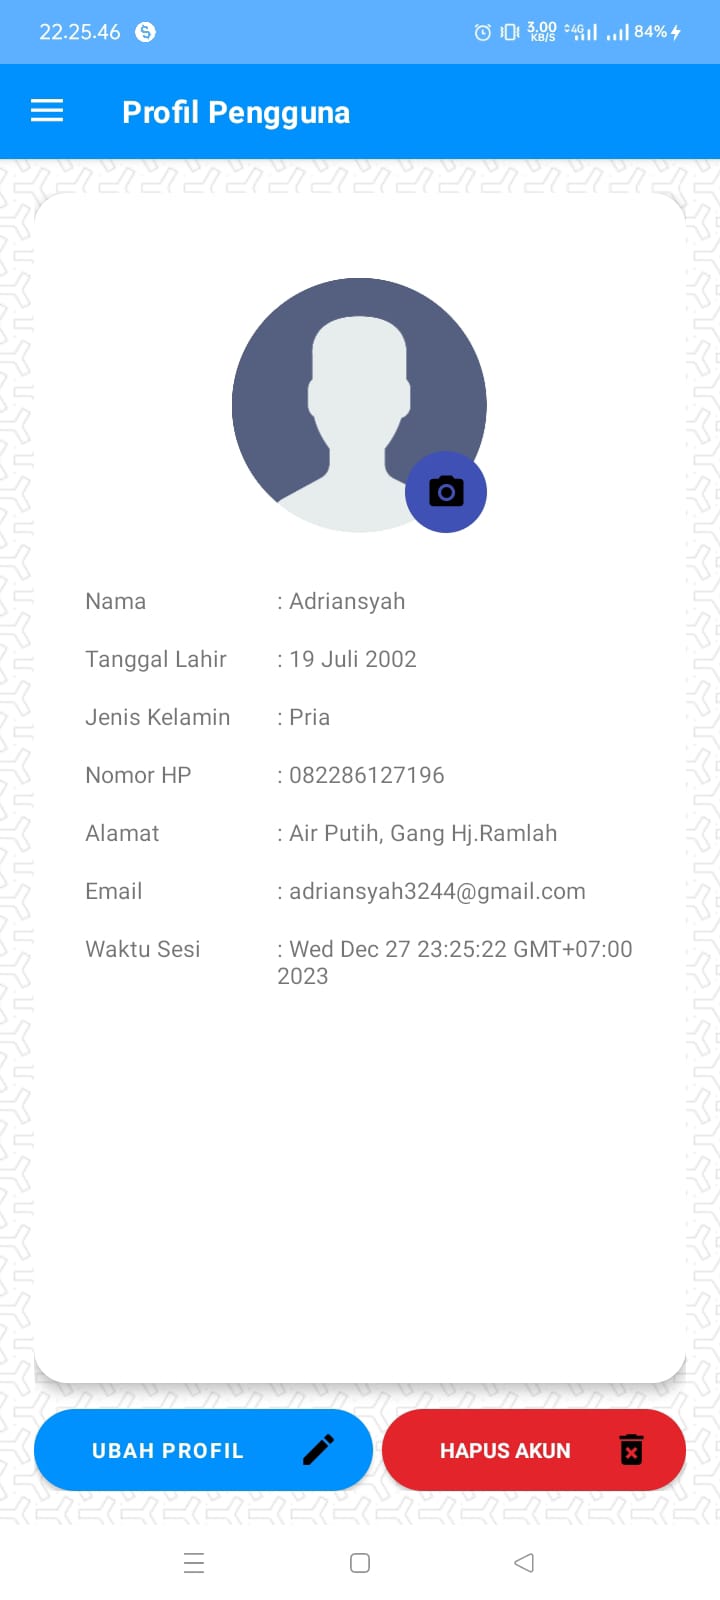 22.25.46 3.00 KB/S 4G 84%
Profil Pengguna
Nama : Adriansyah
Tanggal Lahir : 19 Juli 2002
Jenis Kelamin : Pria
Nomor HP : 082286127196
Alamat : Air Putih, Gang Hj.Ramlah
Email : adriansyah3244@gmail.com
Waktu Sesi : Wed Dec 27 23:25:22 GMT+07:00
2023
UBAH PROFIL HAPUS AKUN